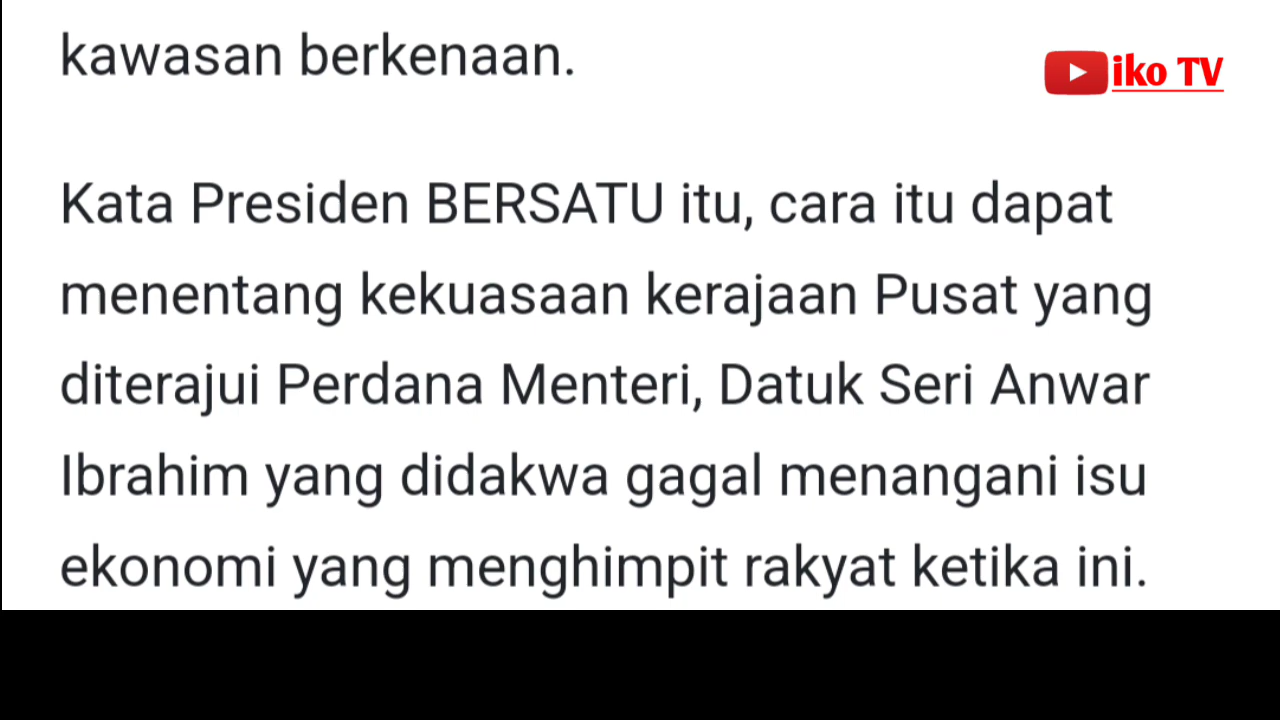 kawasan berkenaan.
iko TV
Kata Presiden BERSATU itu, cara itu dapat
menentang kekuasaan kerajaan Pusat yang
diterajui Perdana Menteri, Datuk Seri Anwar
Ibrahim yang didakwa gagal menangani isu
ekonomi yang menghimpit rakyat ketika ini.